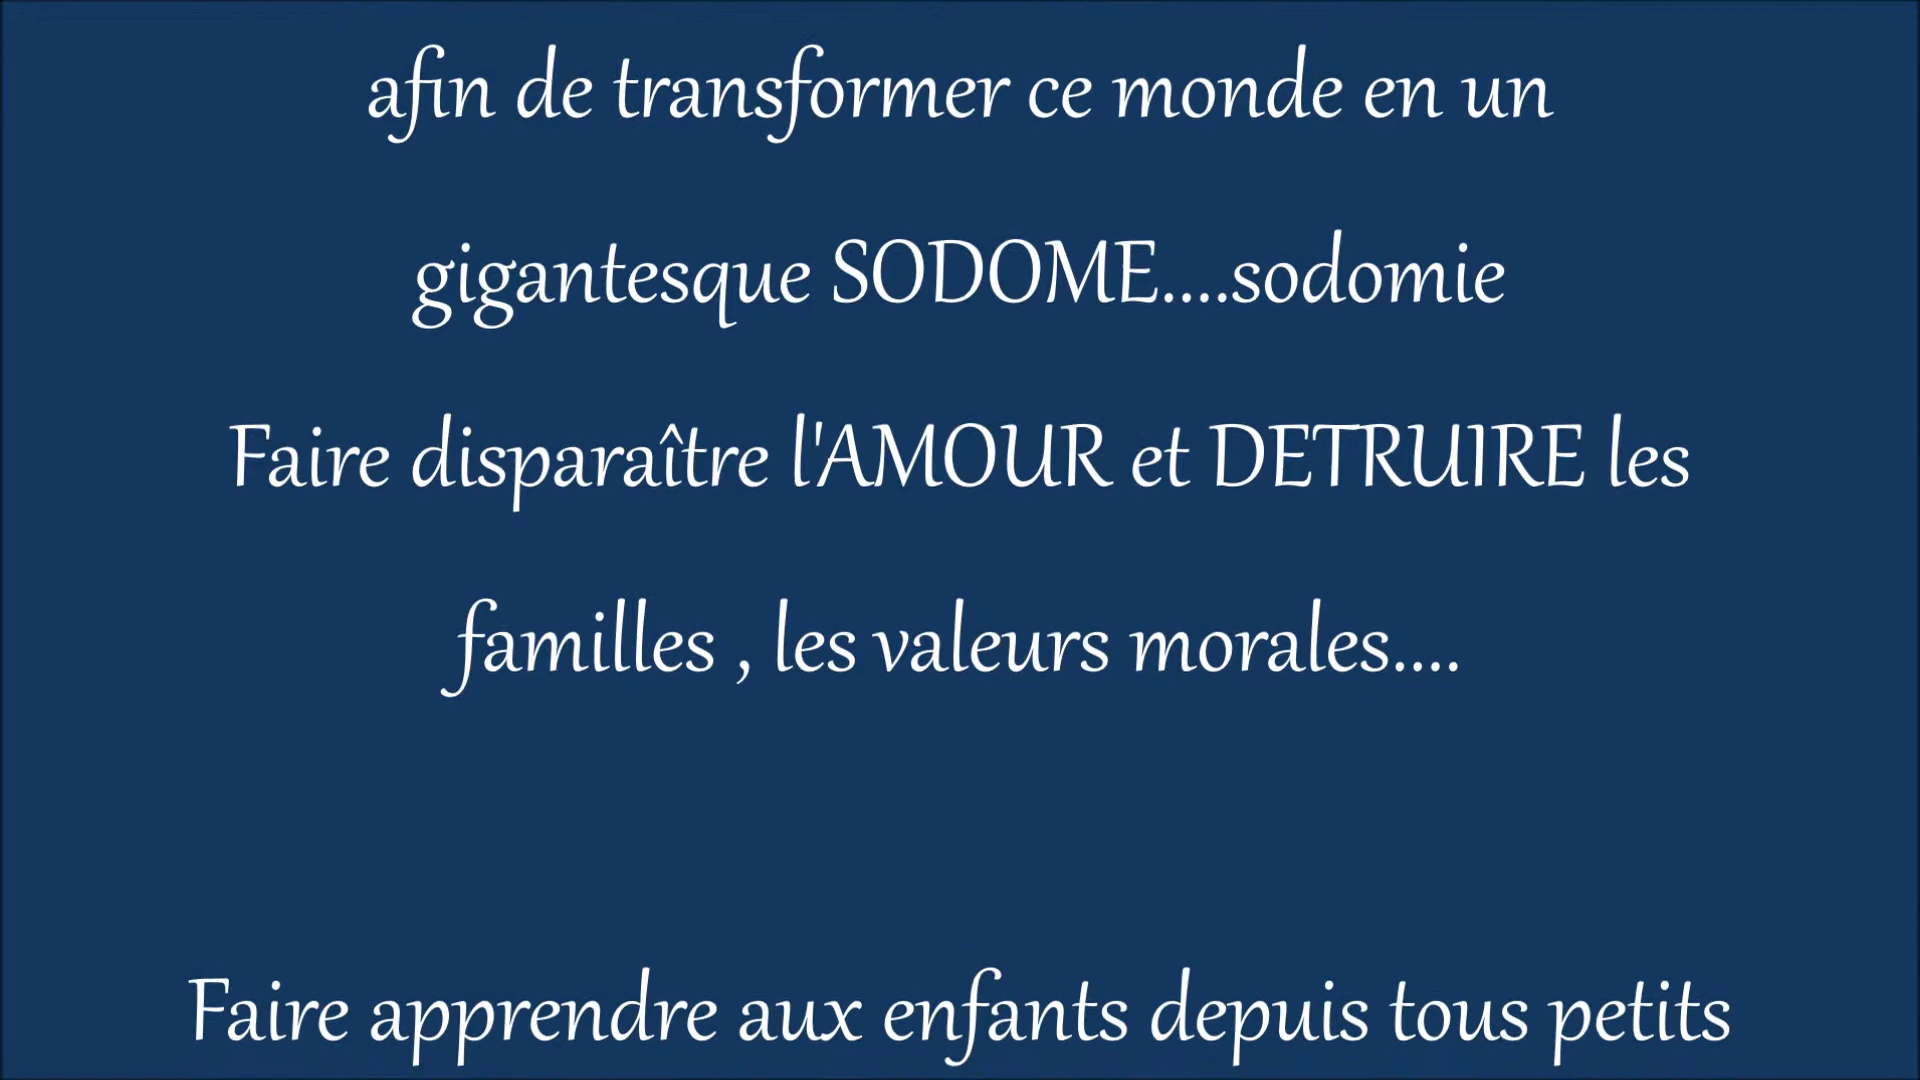 afin de transformer ce monde en un
gigantesque SODOME....sodomie
Faire disparaître l'AMOUR et DETRUIRE les
familles , les valeurs morales....
Faire apprendre aux enfants depuis tous petits